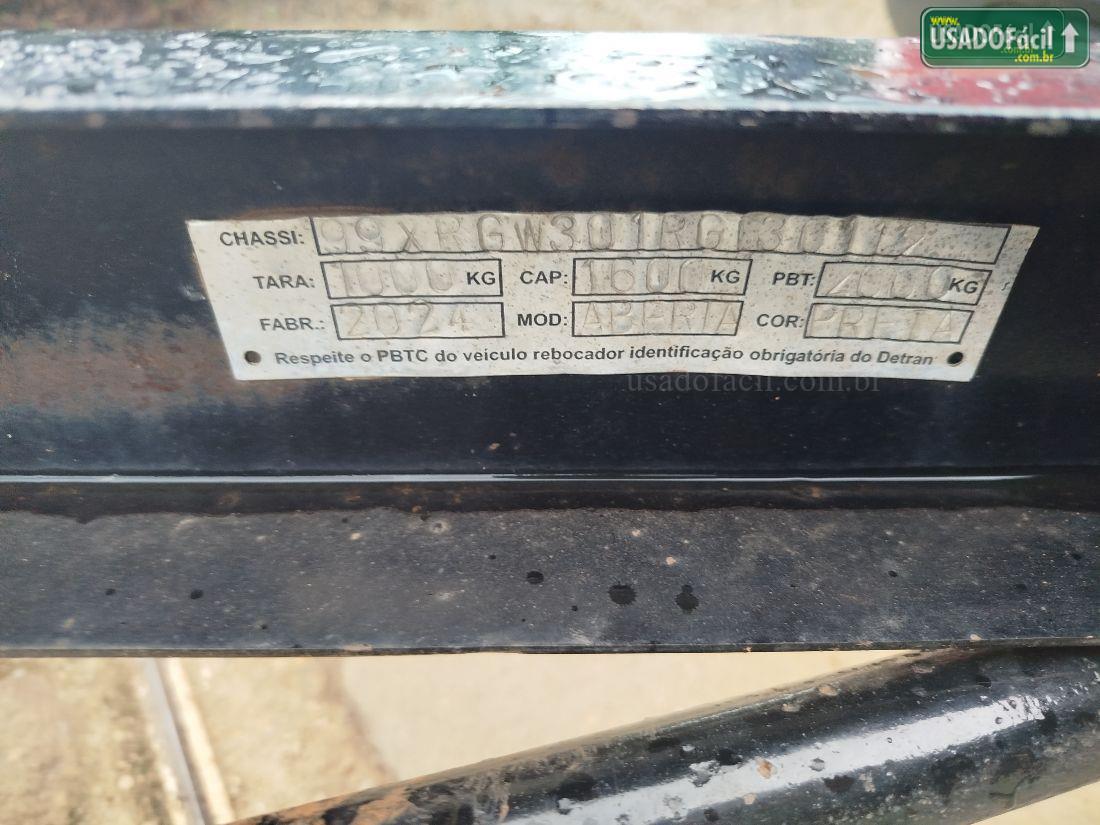 www.
USADOFácil
.com.br
CHASSI:
TARA: 1000 KG CAP: 1600 KG PBT: KG
FABR.: 2024 MOD: ABERTA COR: PRETA
Respeite o PBTC do veículo rebocador identificação obrigatória do Detran
usadofacil.com.br